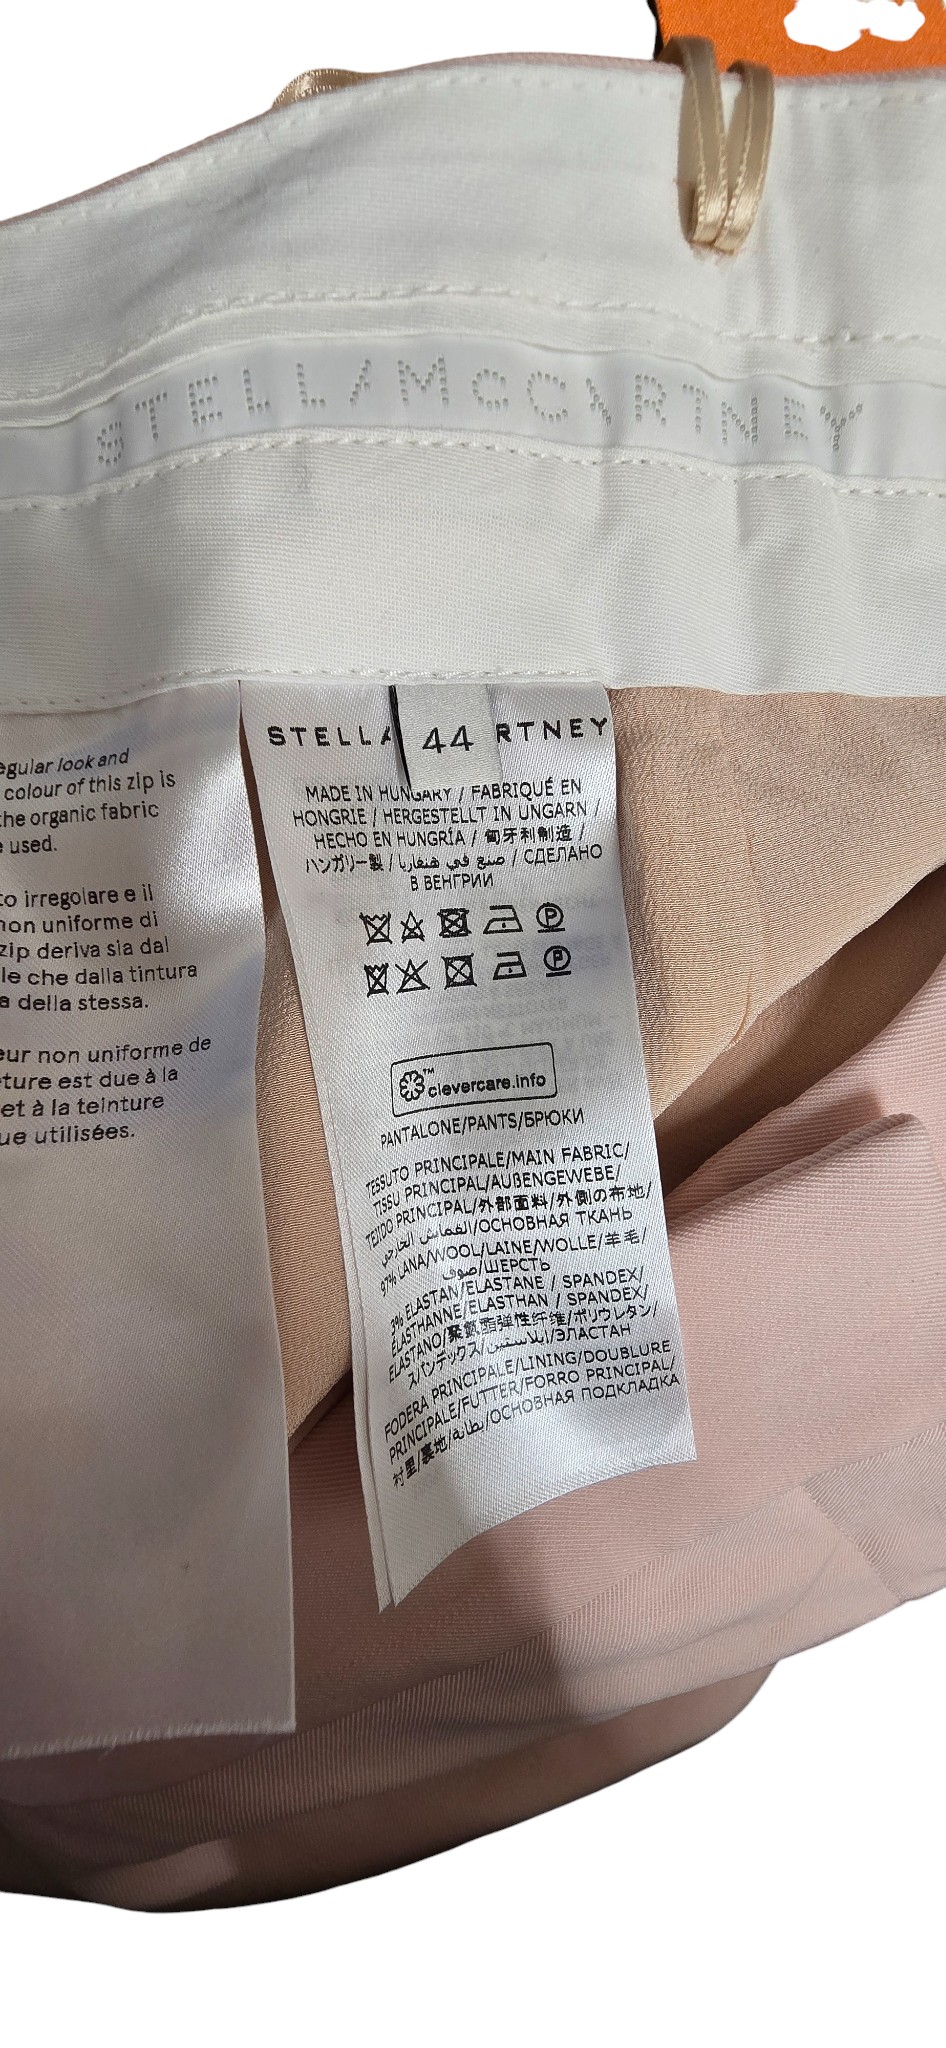 STELLA McCARTNEY
egular look and
colour of this zip is
the organic fabric
used.
to irregolare e il
non uniforme di
zip deriva sia dal
le che dalla tintura
della stessa.
eur non uniforme de
ture est due à la
et à la teinture
ue utilisées.
STELLA RTNEY
44
MADE IN HUNGARY / FABRIQUÉ EN
HONGRIE / HERGESTELLT IN UNGARN /
HECHO EN HUNGRÍA / 匈牙利制造 /
ハンガリー製 / صنع في هنغاريا / СДЕЛАНО
В ВЕНГРИИ
P
P
™ clevercare.info
PANTALONE/PANTS/БРЮКИ
TESSUTO PRINCIPALE/MAIN FABRIC/
TISSU PRINCIPAL/AUßENGEWEBE/
TEJIDO PRINCIPAL/外部面料/外側の布地/
القماش الخارجي/ОСНОВНАЯ ТКАНЬ
97% LANA/WOOL/LAINE/WOLLE/羊毛/
صوف/ШЕРСТЬ
3% ELASTAN/ELASTANE / SPANDEX/
ELASTHANNE/ELASTHAN / SPANDEX/
ELASTANO/聚氨酯弹性纤维/ポリウレタン/
スパンテックス/إيلاستين/ЭЛАСТАН
FODERA PRINCIPALE/LINING/DOUBLURE
PRINCIPALE/FUTTER/FORRO PRINCIPAL/
衬里/裏地/بطانة/ОСНОВНАЯ ПОДКЛАДКА